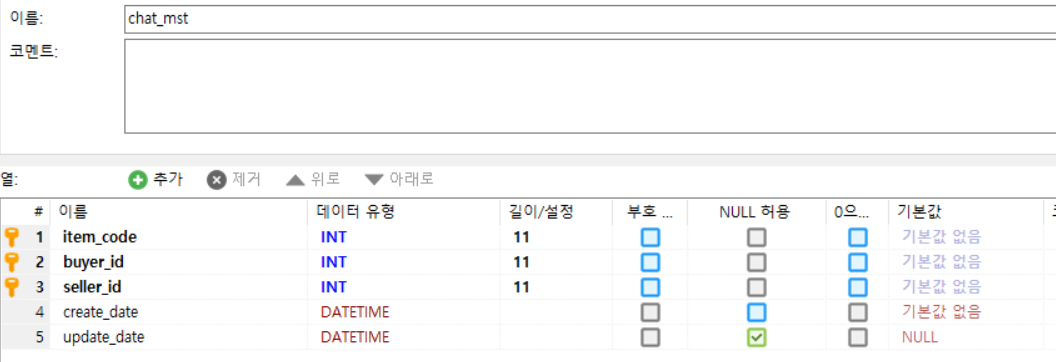 이름: chat_mst
코멘트:
열: 추가 제거 위로 아래로
# 이름 데이터 유형 길이/설정 부호 ... NULL 허용 0으... 기본값
1 item_code INT 11 기본값 없음
2 buyer_id INT 11 기본값 없음
3 seller_id INT 11 기본값 없음
4 create_date DATETIME 기본값 없음
5 update_date DATETIME NULL